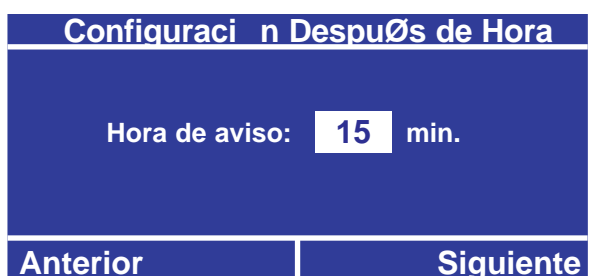 Configuraci n DespuØs de Hora
Hora de aviso: 15 min.
Anterior Siguiente